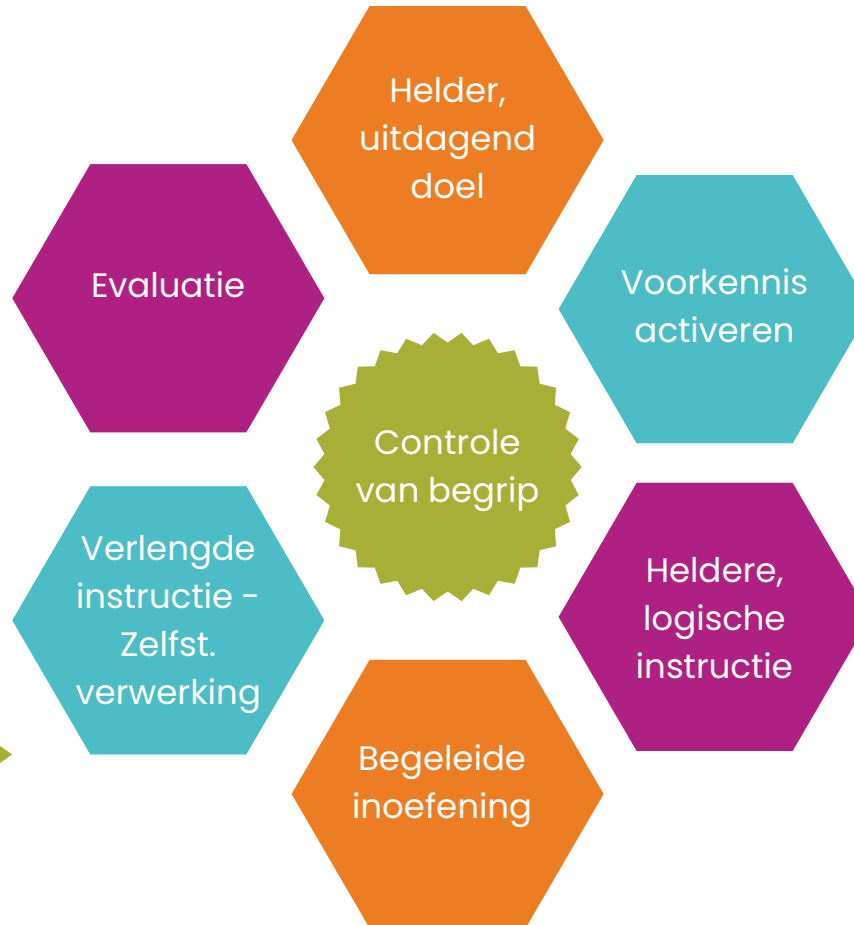 Helder,
uitdagend
doel
Voorkennis
activeren
Heldere,
logische
instructie
Begeleide
inoefening
Verlengde
instructie -
Zelfst.
verwerking
Evaluatie
Controle
van begrip